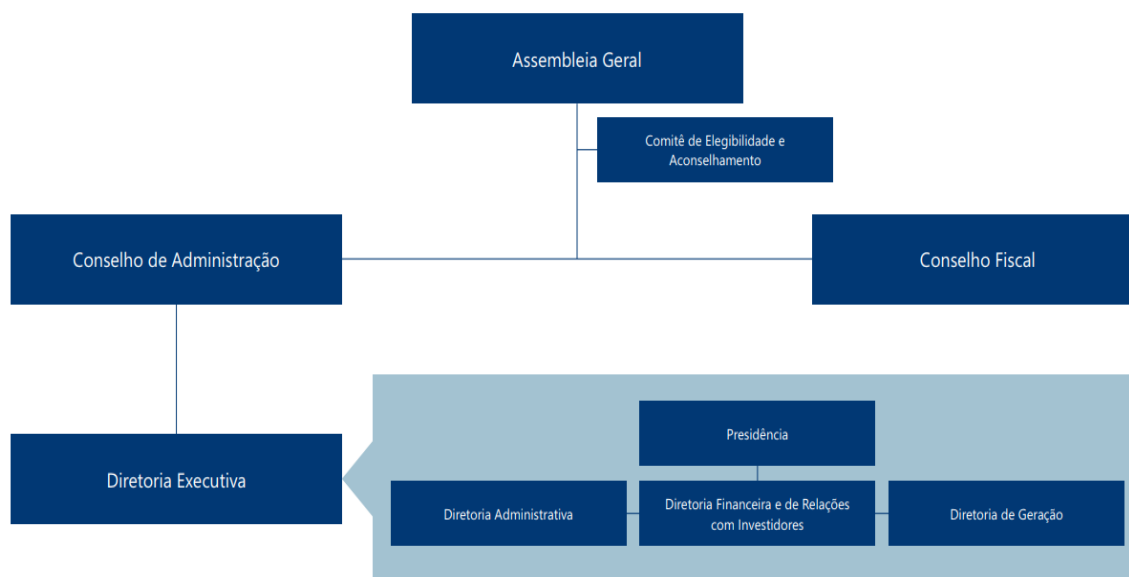 Assembleia Geral
Comitê de Elegibilidade e
Aconselhamento
Conselho de Administração
Conselho Fiscal
Diretoria Executiva
Presidência
Diretoria Administrativa
Diretoria Financeira e de Relações
com Investidores
Diretoria de Geração